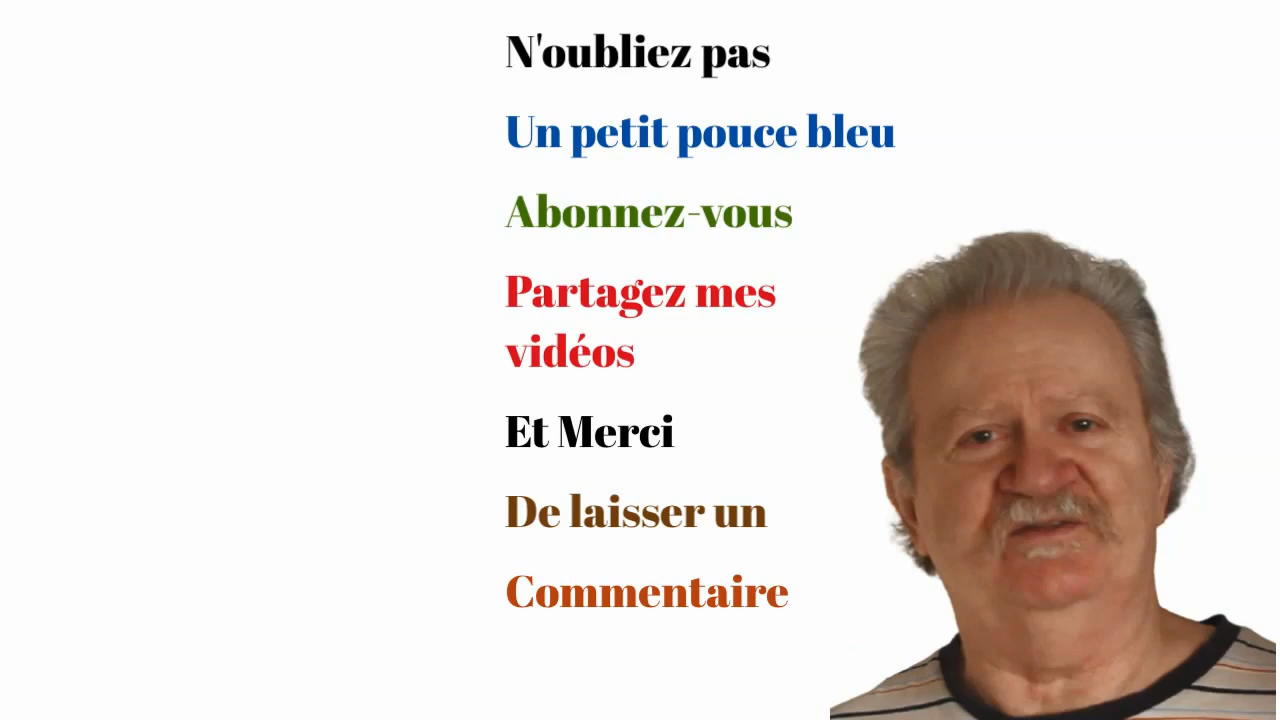 N'oubliez pas
Un petit pouce bleu
Abonnez-vous
Partagez mes
vidéos
Et Merci
De laisser un
Commentaire